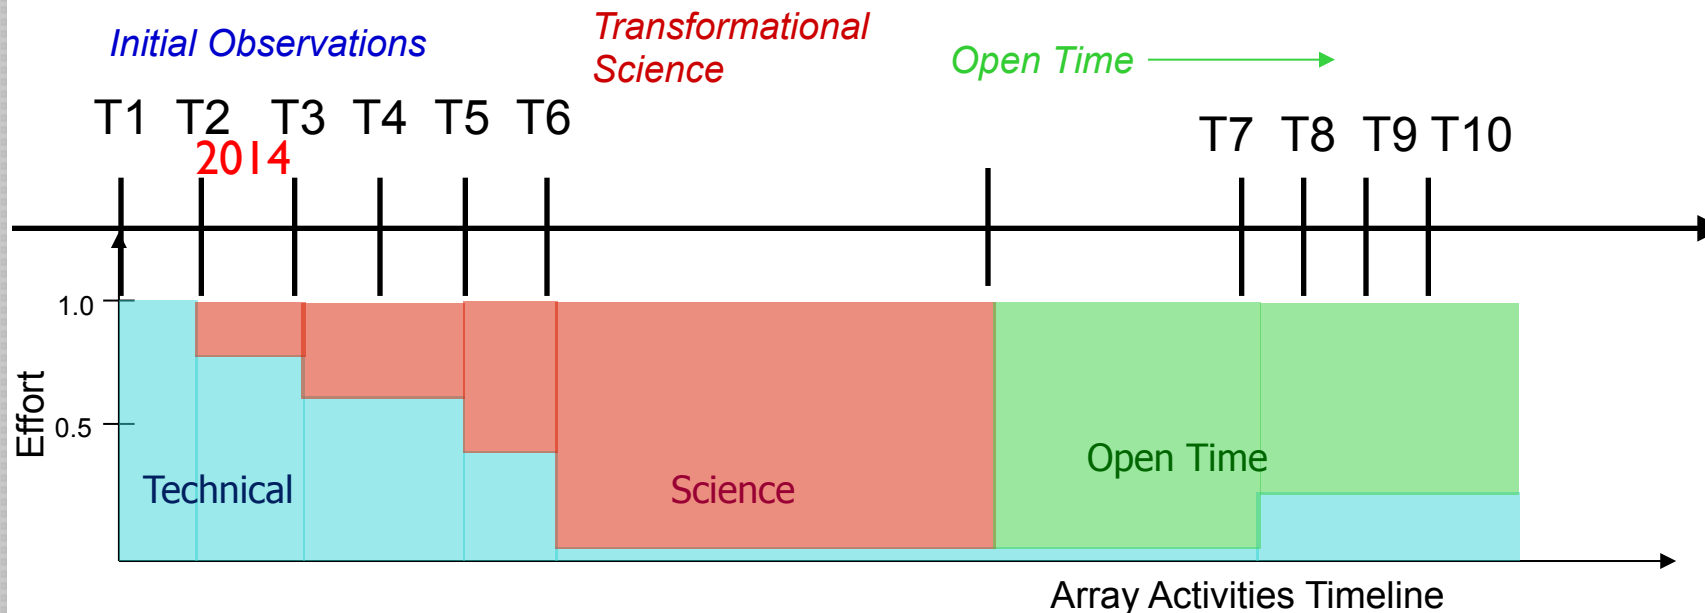 Initial Observations
Transformational
Science
Open Time
T1 T2 T3 T4 T5 T6
2014
T7 T8 T9 T10
1.0
0.5
Effort
Technical
Science
Open Time
Array Activities Timeline